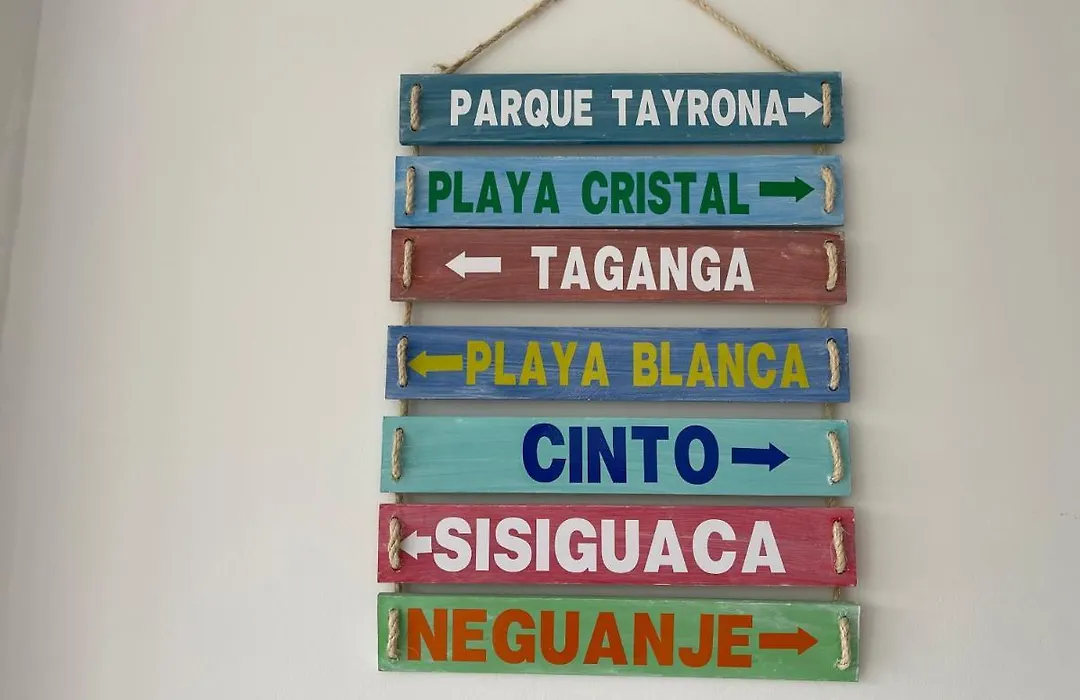 PARQUE TAYRONA
PLAYA CRISTAL
TAGANGA
PLAYA BLANCA
CINTO
SISIGUACA
NEGUANJE